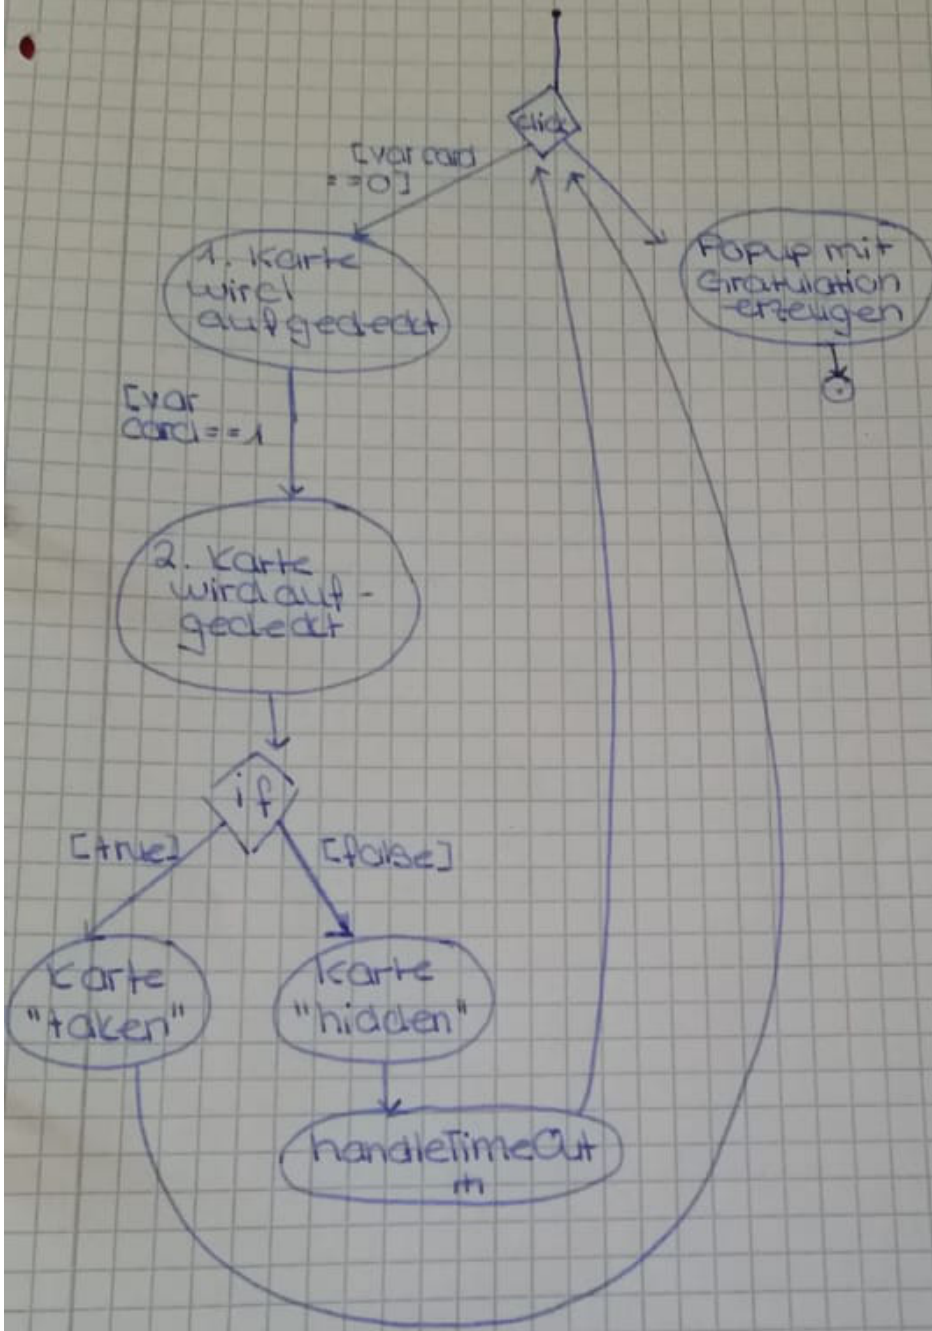 click
[var card
==0]
1. Karte
wird
aufgedeckt
Popup mit
Gratulation
erzeugen
[var
card==1
2. Karte
wird auf-
gedeckt
if
[true]
[false]
Karte
"taken"
Karte
"hidden"
handleTimeOut